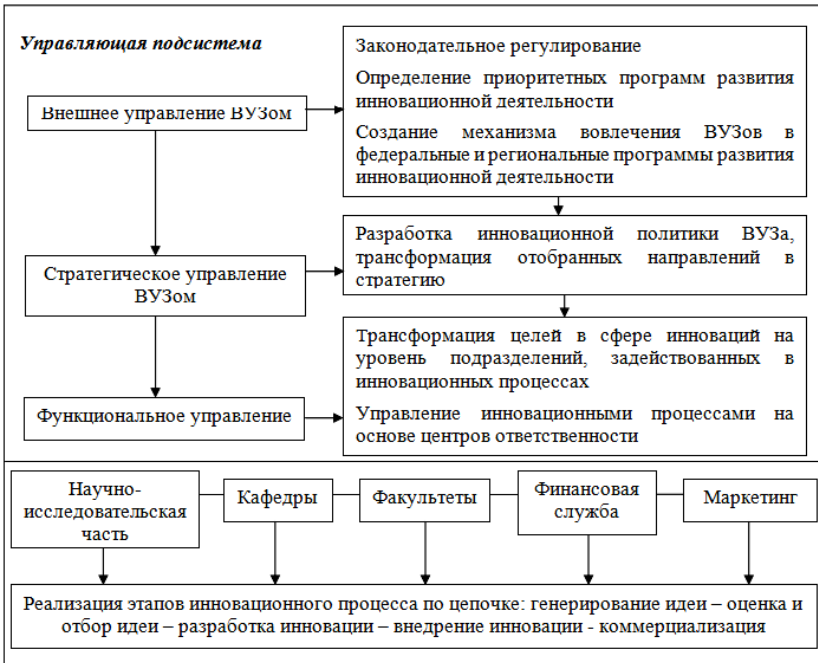 Управляющая подсистема
Внешнее управление ВУЗом
Законодательное регулирование
Определение приоритетных программ развития
инновационной деятельности
Создание механизма вовлечения ВУЗов в
федеральные и региональные программы развития
инновационной деятельности
Стратегическое управление
ВУЗом
Разработка инновационной политики ВУЗа,
трансформация отобранных направлений в
стратегию
Функциональное управление
Трансформация целей в сфере инноваций на
уровень подразделений, задействованных в
инновационных процессах
Управление инновационными процессами на
основе центров ответственности
Научно-
исследовательская
часть
Кафедры
Факультеты
Финансовая
служба
Маркетинг
Реализация этапов инновационного процесса по цепочке: генерирование идеи – оценка и
отбор идеи – разработка инновации – внедрение инновации - коммерциализация